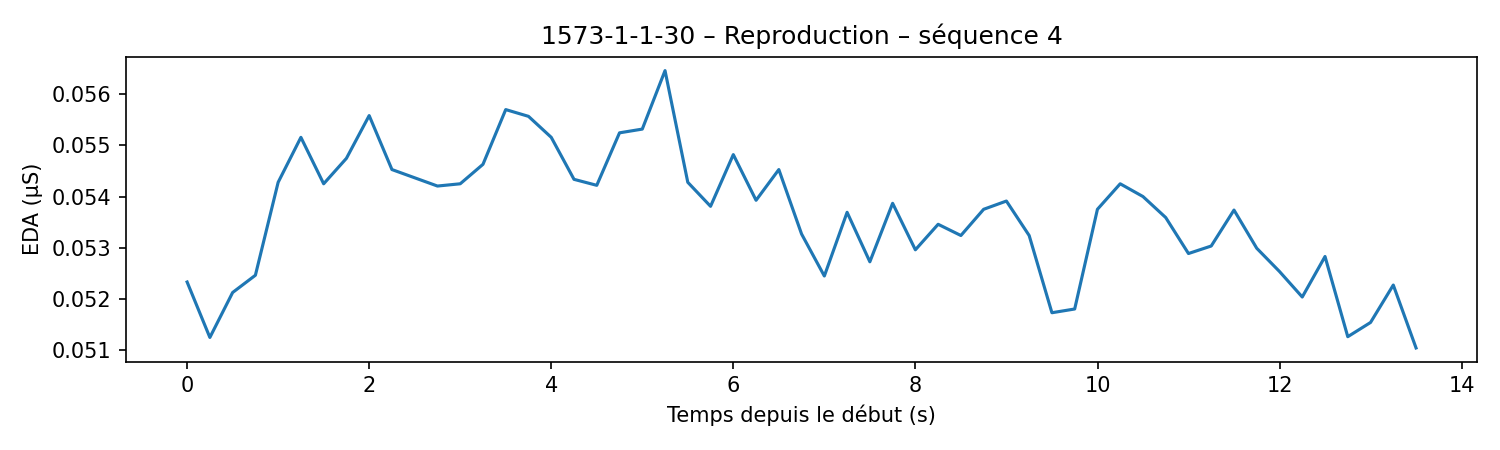 1573-1-1-30 – Reproduction – séquence 4
EDA (µS)
0.056
0.055
0.054
0.053
0.052
0.051
0 2 4 6 8 10 12 14
Temps depuis le début (s)